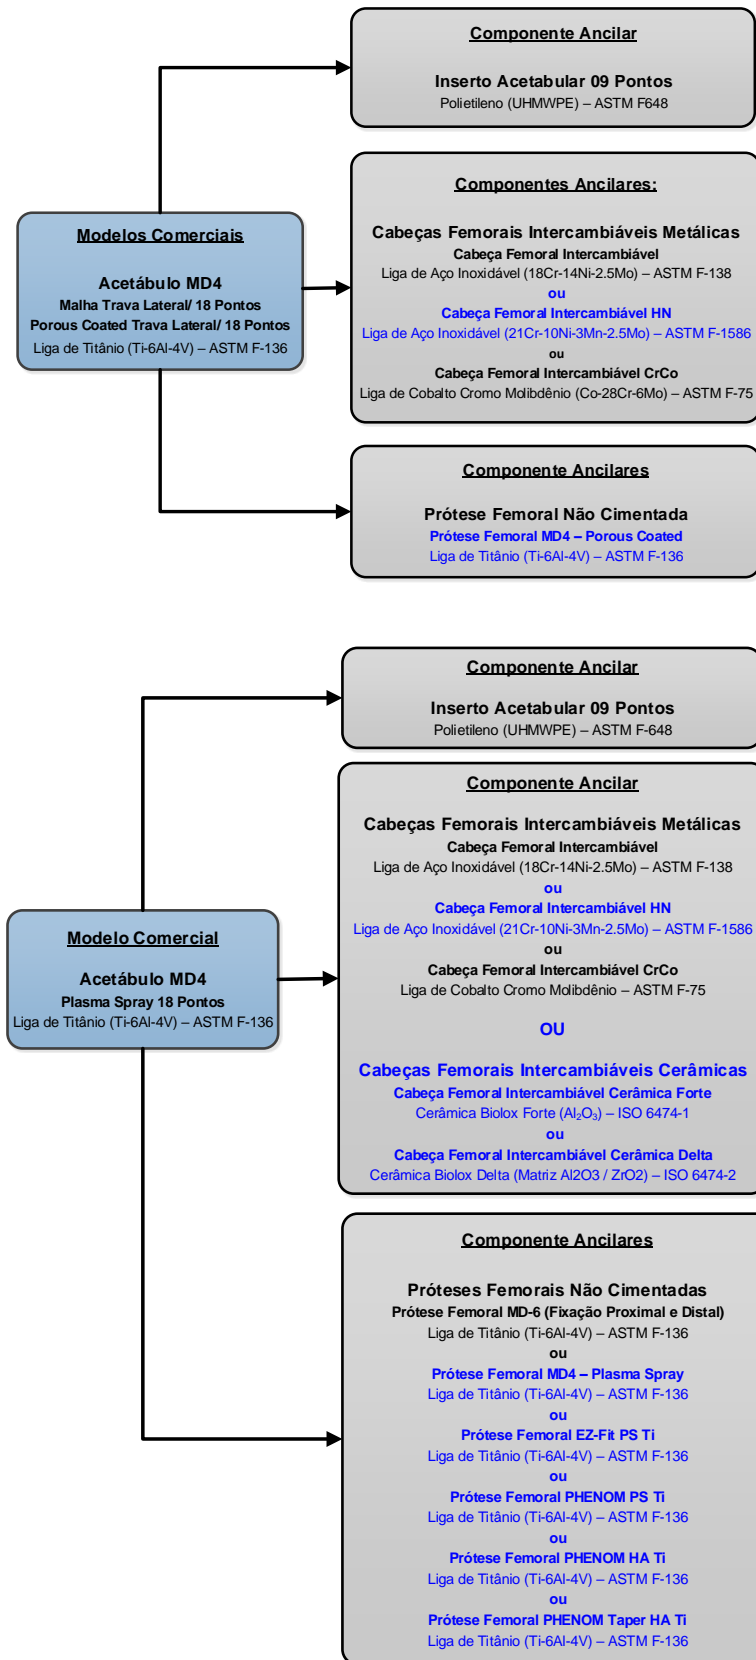 Componente Ancilar
Inserto Acetabular 09 Pontos
Polietileno (UHMWPE) – ASTM F648
Modelos Comerciais
Acetábulo MD4
Malha Trava Lateral/ 18 Pontos
Porous Coated Trava Lateral/ 18 Pontos
Liga de Titânio (Ti-6Al-4V) – ASTM F-136
Componentes Ancilares:
Cabeças Femorais Intercambiáveis Metálicas
Cabeça Femoral Intercambiável
Liga de Aço Inoxidável (18Cr-14Ni-2.5Mo) – ASTM F-138
ou
Cabeça Femoral Intercambiável HN
Liga de Aço Inoxidável (21Cr-10Ni-3Mn-2.5Mo) – ASTM F-1586
ou
Cabeça Femoral Intercambiável CrCo
Liga de Cobalto Cromo Molibdênio (Co-28Cr-6Mo) – ASTM F-75
Componente Ancilares
Prótese Femoral Não Cimentada
Prótese Femoral MD4 – Porous Coated
Liga de Titânio (Ti-6Al-4V) – ASTM F-136
Componente Ancilar
Inserto Acetabular 09 Pontos
Polietileno (UHMWPE) – ASTM F-648
Modelo Comercial
Acetábulo MD4
Plasma Spray 18 Pontos
Liga de Titânio (Ti-6Al-4V) – ASTM F-136
Componente Ancilar
Cabeças Femorais Intercambiáveis Metálicas
Cabeça Femoral Intercambiável
Liga de Aço Inoxidável (18Cr-14Ni-2.5Mo) – ASTM F-138
ou
Cabeça Femoral Intercambiável HN
Liga de Aço Inoxidável (21Cr-10Ni-3Mn-2.5Mo) – ASTM F-1586
ou
Cabeça Femoral Intercambiável CrCo
Liga de Cobalto Cromo Molibdênio – ASTM F-75
OU
Cabeças Femorais Intercambiáveis Cerâmicas
Cabeça Femoral Intercambiável Cerâmica Forte
Cerâmica Biolox Forte (Al₂O₃) – ISO 6474-1
ou
Cabeça Femoral Intercambiável Cerâmica Delta
Cerâmica Biolox Delta (Matriz Al2O3 / ZrO2) – ISO 6474-2
Componente Ancilares
Próteses Femorais Não Cimentadas
Prótese Femoral MD-6 (Fixação Proximal e Distal)
Liga de Titânio (Ti-6Al-4V) – ASTM F-136
ou
Prótese Femoral MD4 – Plasma Spray
Liga de Titânio (Ti-6Al-4V) – ASTM F-136
ou
Prótese Femoral EZ-Fit PS Ti
Liga de Titânio (Ti-6Al-4V) – ASTM F-136
ou
Prótese Femoral PHENOM PS Ti
Liga de Titânio (Ti-6Al-4V) – ASTM F-136
ou
Prótese Femoral PHENOM HA Ti
Liga de Titânio (Ti-6Al-4V) – ASTM F-136
ou
Prótese Femoral PHENOM Taper HA Ti
Liga de Titânio (Ti-6Al-4V) – ASTM F-136